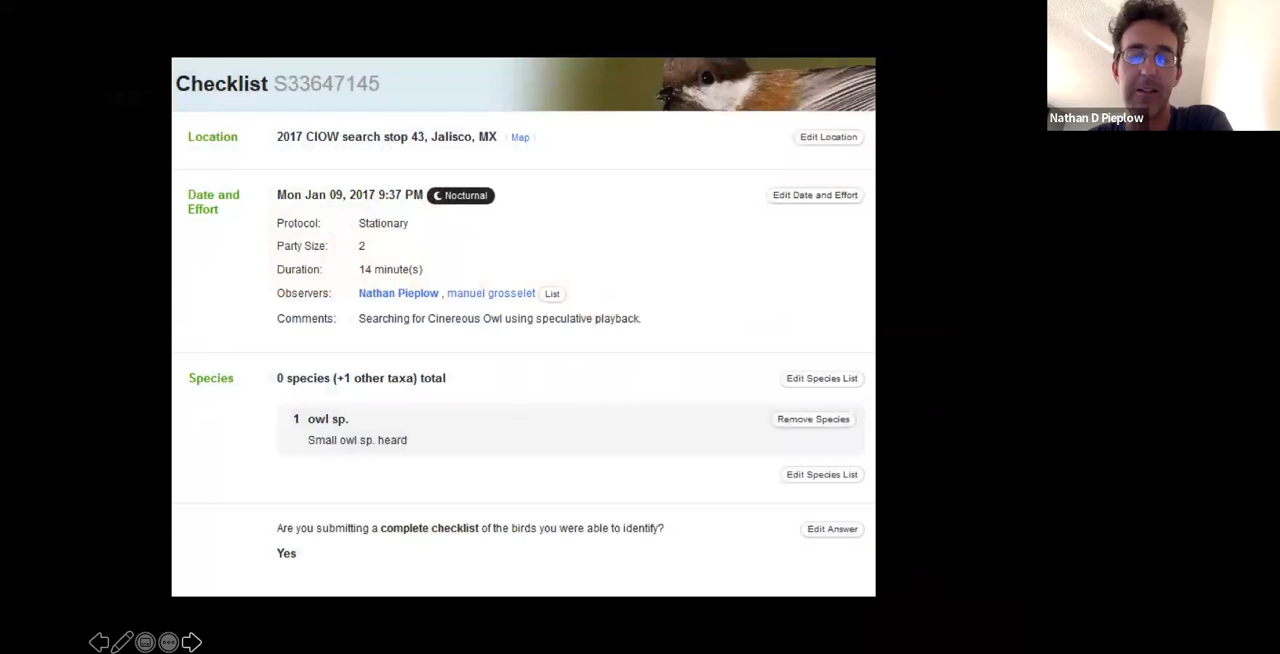 Nathan D Pieplow
Checklist S33647145
Location 2017 CIOW search stop 43, Jalisco, MX Map Edit Location
Date and Effort Mon Jan 09, 2017 9:37 PM Nocturnal Edit Date and Effort
Protocol: Stationary
Party Size: 2
Duration: 14 minute(s)
Observers: Nathan Pieplow , manuel grosselet List
Comments: Searching for Cinereous Owl using speculative playback.
Species 0 species (+1 other taxa) total Edit Species List
1 owl sp. Remove Species
Small owl sp. heard
Edit Species List
Are you submitting a complete checklist of the birds you were able to identify? Edit Answer
Yes